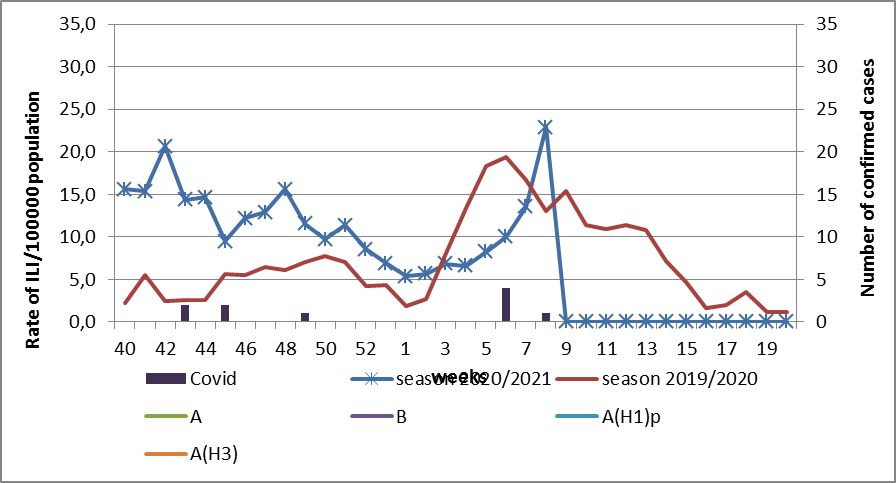 35,0
30,0
25,0
20,0
15,0
10,0
5,0
0,0
Rate of ILI/100000 population
35
30
25
20
15
10
5
0
Number of confirmed cases
40 42 44 46 48 50 52 1 3 5 7 9 11 13 15 17 19
weeks
Covid season 2020/2021 season 2019/2020
A B A(H1)p
A(H3)